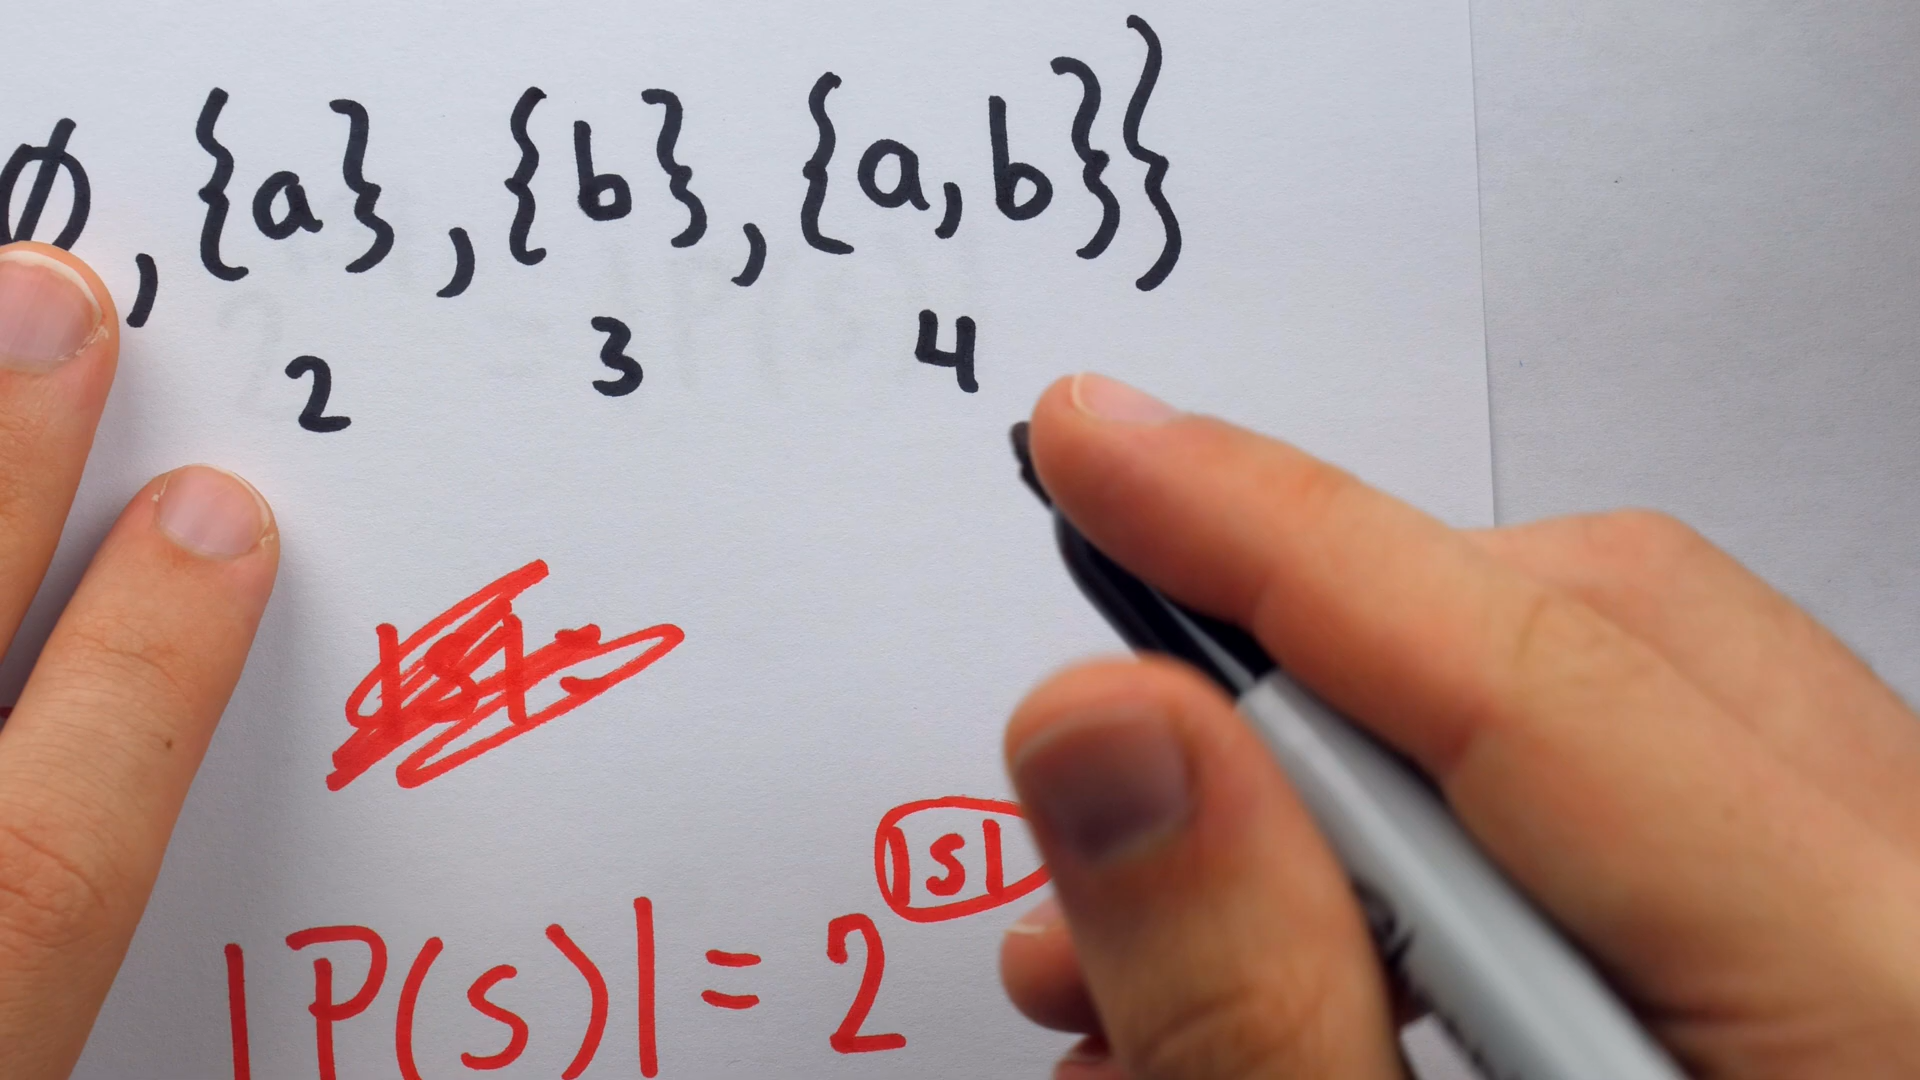 ∅, {a}, {b}, {a,b}}
2 3 4
|s|
|P(s)| = 2